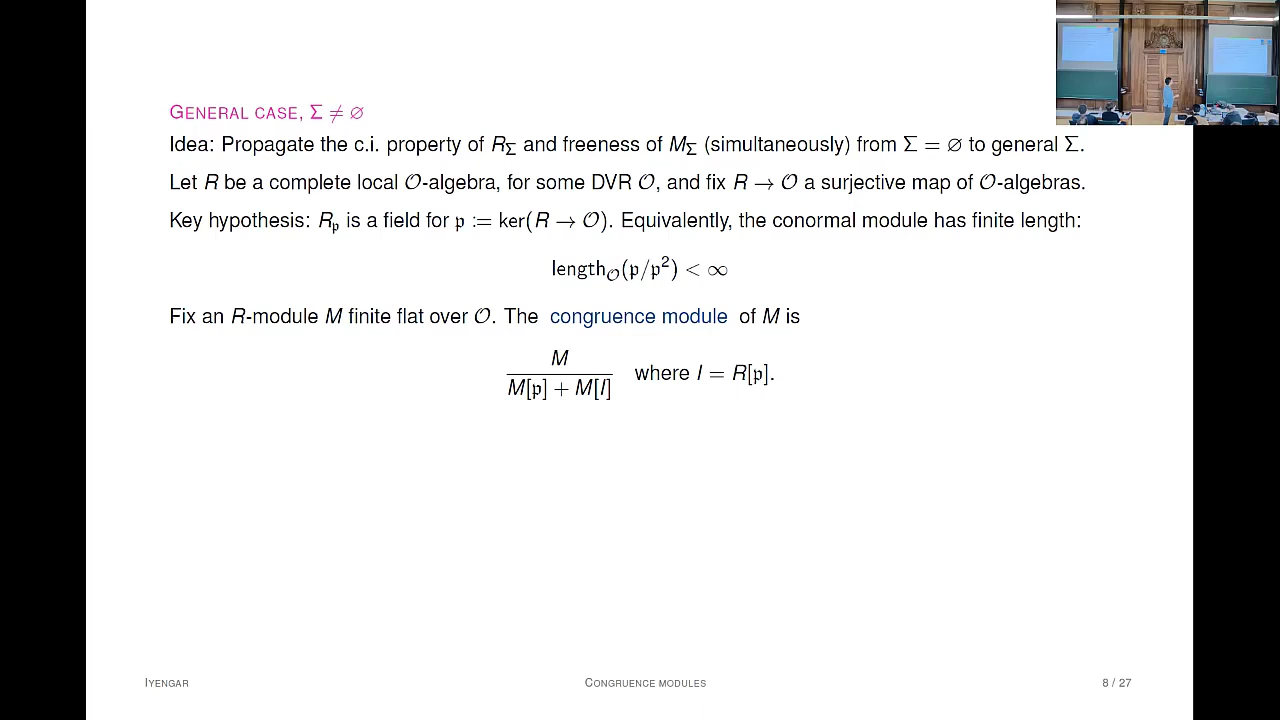 GENERAL CASE, Σ ≠ ∅
Idea: Propagate the c.i. property of R_Σ and freeness of M_Σ (simultaneously) from Σ = ∅ to general Σ.
Let R be a complete local 𝒪-algebra, for some DVR 𝒪, and fix R → 𝒪 a surjective map of 𝒪-algebras.
Key hypothesis: R_𝔭 is a field for 𝔭 := ker(R → 𝒪). Equivalently, the conormal module has finite length:
length_𝒪(𝔭/𝔭²) < ∞
Fix an R-module M finite flat over 𝒪. The congruence module of M is
M
M[𝔭] + M[I] where I = R[𝔭].
IYENGAR
CONGRUENCE MODULES
8 / 27